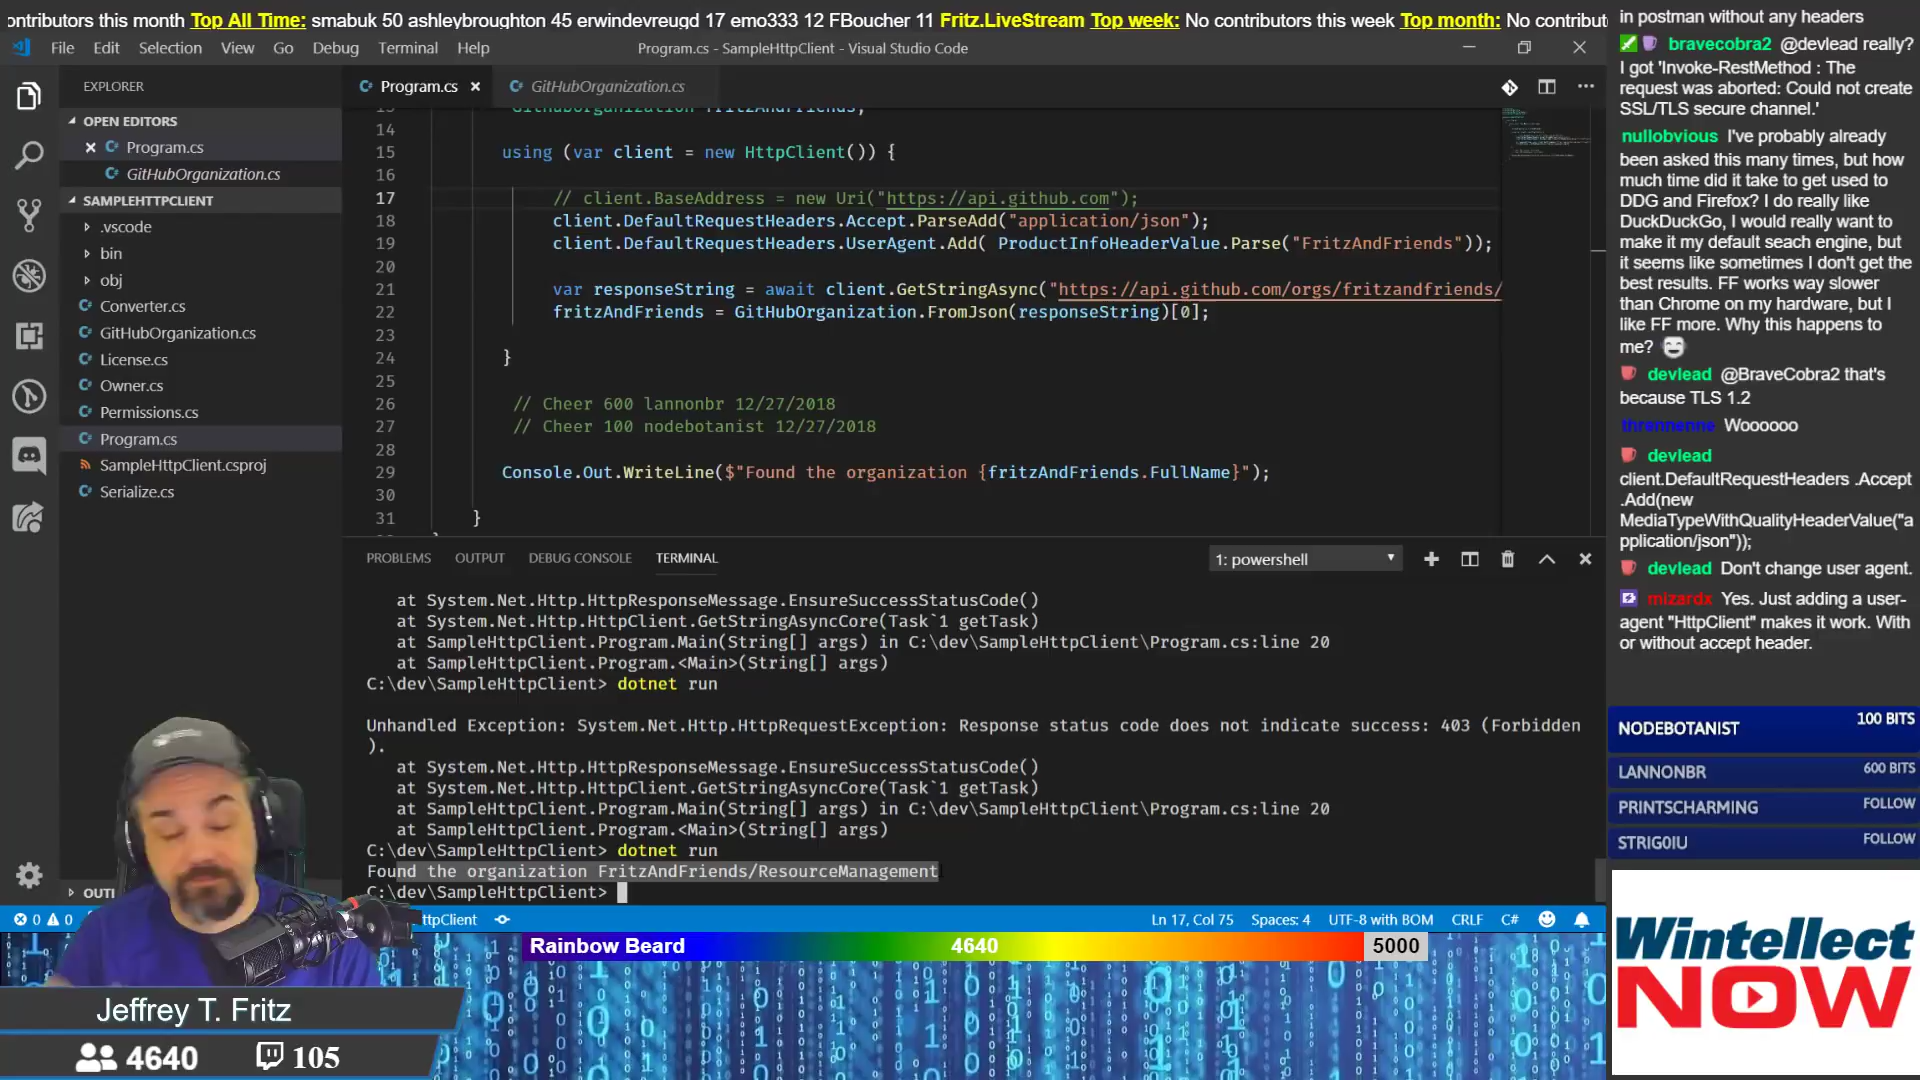 ontributors this month Top All Time: smabuk 50 ashleybroughton 45 erwindevreugd 17 emo333 12 FBoucher 11 Fritz.LiveStream Top week: No contributors this week Top month: No contribut
File Edit Selection View Go Debug Terminal Help
Program.cs - SampleHttpClient - Visual Studio Code
EXPLORER
OPEN EDITORS
Program.cs
GitHubOrganization.cs
SAMPLEHTTPCLIENT
.vscode
bin
obj
Converter.cs
GitHubOrganization.cs
License.cs
Owner.cs
Permissions.cs
Program.cs
SampleHttpClient.csproj
Serialize.cs
OUTLI
Program.cs GitHubOrganization.cs
14
15 using (var client = new HttpClient()) {
16
17 // client.BaseAddress = new Uri("https://api.github.com");
18 client.DefaultRequestHeaders.Accept.ParseAdd("application/json");
19 client.DefaultRequestHeaders.UserAgent.Add( ProductInfoHeaderValue.Parse("FritzAndFriends"));
20
21 var responseString = await client.GetStringAsync("https://api.github.com/orgs/fritzandfriends/
22 fritzAndFriends = GitHubOrganization.FromJson(responseString)[0];
23
24 }
25
26 // Cheer 600 lannonbr 12/27/2018
27 // Cheer 100 nodebotanist 12/27/2018
28
29 Console.Out.WriteLine($"Found the organization {fritzAndFriends.FullName}");
30
31 }
PROBLEMS OUTPUT DEBUG CONSOLE TERMINAL
1: powershell
at System.Net.Http.HttpResponseMessage.EnsureSuccessStatusCode()
at System.Net.Http.HttpClient.GetStringAsyncCore(Task`1 getTask)
at SampleHttpClient.Program.Main(String[] args) in C:\dev\SampleHttpClient\Program.cs:line 20
at SampleHttpClient.Program.<Main>(String[] args)
C:\dev\SampleHttpClient> dotnet run
Unhandled Exception: System.Net.Http.HttpRequestException: Response status code does not indicate success: 403 (Forbidden
).
at System.Net.Http.HttpResponseMessage.EnsureSuccessStatusCode()
at System.Net.Http.HttpClient.GetStringAsyncCore(Task`1 getTask)
at SampleHttpClient.Program.Main(String[] args) in C:\dev\SampleHttpClient\Program.cs:line 20
at SampleHttpClient.Program.<Main>(String[] args)
C:\dev\SampleHttpClient> dotnet run
Found the organization FritzAndFriends/ResourceManagement
C:\dev\SampleHttpClient>
0 0 ttpClient Ln 17, Col 75 Spaces: 4 UTF-8 with BOM CRLF C#
in postman without any headers
bravecobra2 @devlead really?
I got 'Invoke-RestMethod : The
request was aborted: Could not create
SSL/TLS secure channel.'
nullobvious I've probably already
been asked this many times, but how
much time did it take to get used to
DDG and Firefox? I do really like
DuckDuckGo, I would really want to
make it my default seach engine, but
it seems like sometimes I don't get the
best results. FF works way slower
than Chrome on my hardware, but I
like FF more. Why this happens to
me?
devlead @BraveCobra2 that's
because TLS 1.2
thrennenne Woooooo
devlead
client.DefaultRequestHeaders .Accept
.Add(new
MediaTypeWithQualityHeaderValue("a
pplication/json"));
devlead Don't change user agent.
mizardx Yes. Just adding a user-
agent "HttpClient" makes it work. With
or without accept header.
NODEBOTANIST 100 BITS
LANNONBR 600 BITS
PRINTSCHARMING FOLLOW
STRIG0IU FOLLOW
Wintellect
NOW
Rainbow Beard 4640 5000
Jeffrey T. Fritz
4640 105